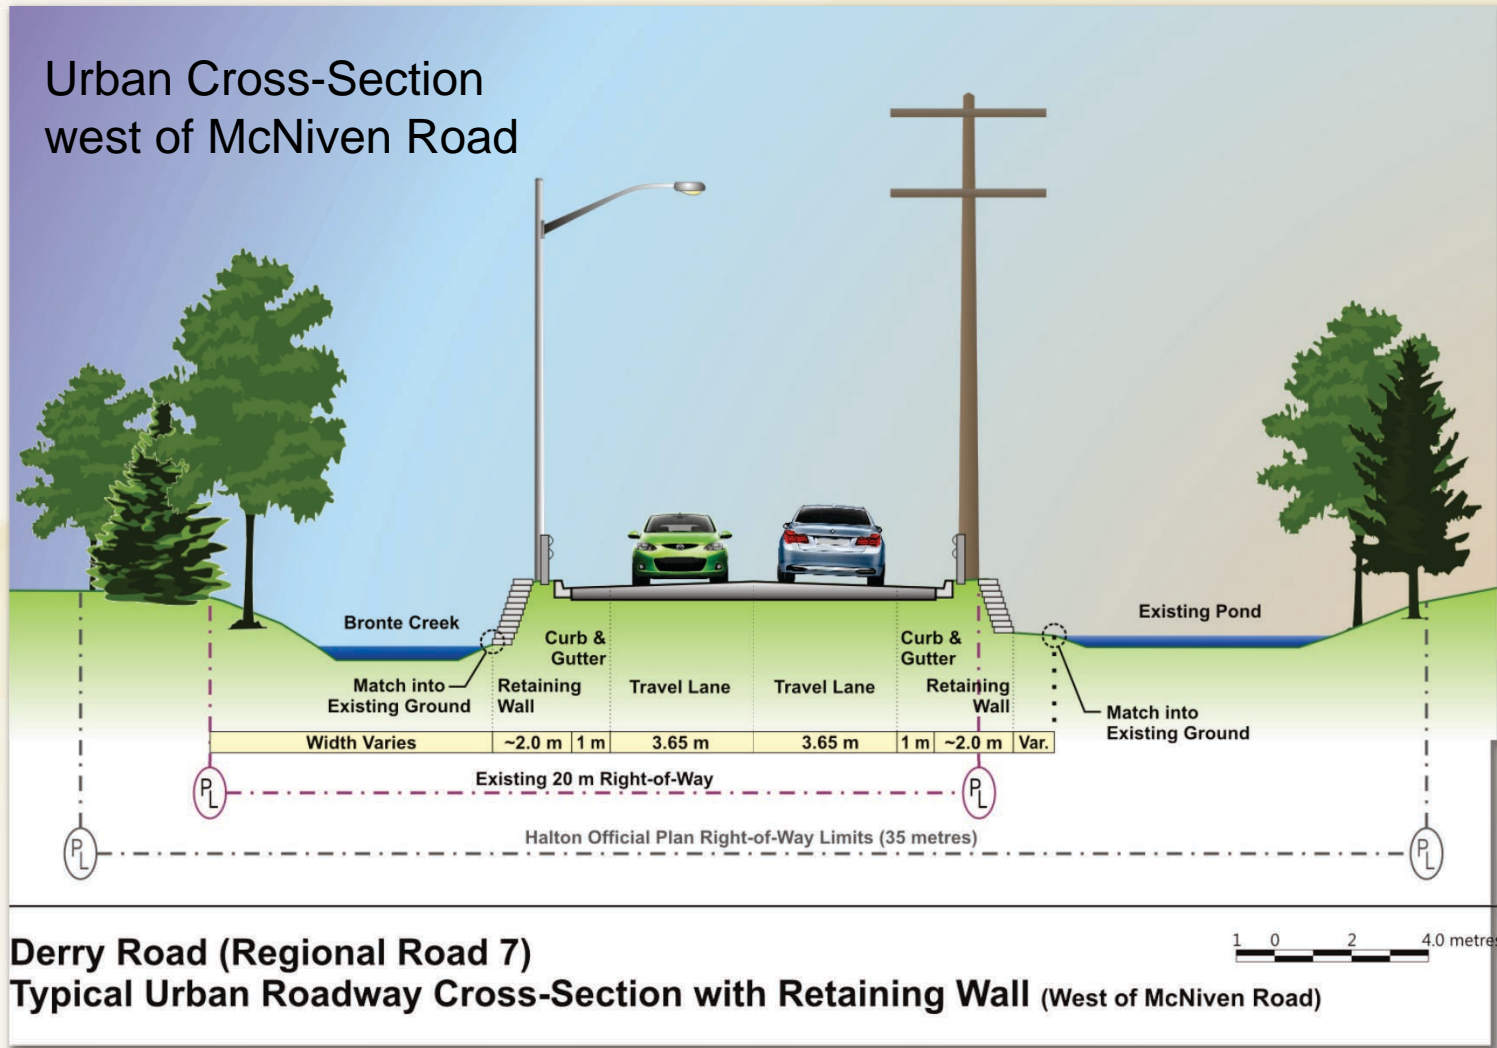 Urban Cross-Section
west of McNiven Road
Bronte Creek
Existing Pond
Curb &
Gutter
Curb &
Gutter
Match into
Existing Ground
Retaining
Wall
Travel Lane
Travel Lane
Retaining
Wall
Match into
Existing Ground
Width Varies
~2.0 m
1 m
3.65 m
3.65 m
1 m
~2.0 m
Var.
Existing 20 m Right-of-Way
PL
PL
Halton Official Plan Right-of-Way Limits (35 metres)
PL
PL
Derry Road (Regional Road 7)
1 0 2 4.0 metres
Typical Urban Roadway Cross-Section with Retaining Wall (West of McNiven Road)